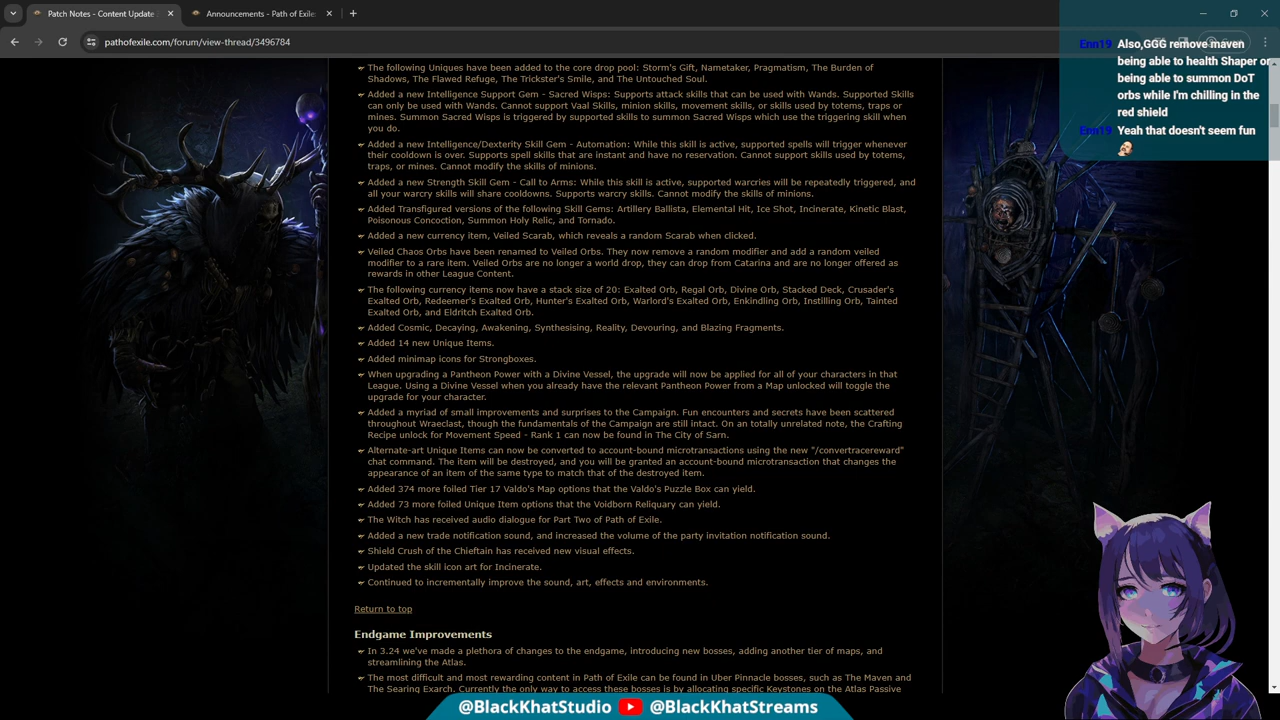 Patch Notes - Content Update 3
Announcements - Path of Exile:
pathofexile.com/forum/view-thread/3496784
Enn19 Also,GGG remove maven
being able to health Shaper or
being able to summon DoT
orbs while I'm chilling in the
red shield
Enn19 Yeah that doesn't seem fun
The following Uniques have been added to the core drop pool: Storm's Gift, Nametaker, Pragmatism, The Burden of
Shadows, The Flawed Refuge, The Trickster's Smile, and The Untouched Soul.
Added a new Intelligence Support Gem - Sacred Wisps: Supports attack skills that can be used with Wands. Supported Skills
can only be used with Wands. Cannot support Vaal Skills, minion skills, movement skills, or skills used by totems, traps or
mines. Summon Sacred Wisps is triggered by supported skills to summon Sacred Wisps which use the triggering skill when
you do.
Added a new Intelligence/Dexterity Skill Gem - Automation: While this skill is active, supported spells will trigger whenever
their cooldown is over. Supports spell skills that are instant and have no reservation. Cannot support skills used by totems,
traps, or mines. Cannot modify the skills of minions.
Added a new Strength Skill Gem - Call to Arms: While this skill is active, supported warcries will be repeatedly triggered, and
all your warcry skills will share cooldowns. Supports warcry skills. Cannot modify the skills of minions.
Added Transfigured versions of the following Skill Gems: Artillery Ballista, Elemental Hit, Ice Shot, Incinerate, Kinetic Blast,
Poisonous Concoction, Summon Holy Relic, and Tornado.
Added a new currency item, Veiled Scarab, which reveals a random Scarab when clicked.
Veiled Chaos Orbs have been renamed to Veiled Orbs. They now remove a random modifier and add a random veiled
modifier to a rare item. Veiled Orbs are no longer a world drop, they can drop from Catarina and are no longer offered as
rewards in other League Content.
The following currency items now have a stack size of 20: Exalted Orb, Regal Orb, Divine Orb, Stacked Deck, Crusader's
Exalted Orb, Redeemer's Exalted Orb, Hunter's Exalted Orb, Warlord's Exalted Orb, Enkindling Orb, Instilling Orb, Tainted
Exalted Orb, and Eldritch Exalted Orb.
Added Cosmic, Decaying, Awakening, Synthesising, Reality, Devouring, and Blazing Fragments.
Added 14 new Unique Items.
Added minimap icons for Strongboxes.
When upgrading a Pantheon Power with a Divine Vessel, the upgrade will now be applied for all of your characters in that
League. Using a Divine Vessel when you already have the relevant Pantheon Power from a Map unlocked will toggle the
upgrade for your character.
Added a myriad of small improvements and surprises to the Campaign. Fun encounters and secrets have been scattered
throughout Wraeclast, though the fundamentals of the Campaign are still intact. On an totally unrelated note, the Crafting
Recipe unlock for Movement Speed - Rank 1 can now be found in The City of Sarn.
Alternate-art Unique Items can now be converted to account-bound microtransactions using the new "/convertracereward"
chat command. The item will be destroyed, and you will be granted an account-bound microtransaction that changes the
appearance of an item of the same type to match that of the destroyed item.
Added 374 more foiled Tier 17 Valdo's Map options that the Valdo's Puzzle Box can yield.
Added 73 more foiled Unique Item options that the Voidborn Reliquary can yield.
The Witch has received audio dialogue for Part Two of Path of Exile.
Added a new trade notification sound, and increased the volume of the party invitation notification sound.
Shield Crush of the Chieftain has received new visual effects.
Updated the skill icon art for Incinerate.
Continued to incrementally improve the sound, art, effects and environments.
Return to top
Endgame Improvements
In 3.24 we've made a plethora of changes to the endgame, introducing new bosses, adding another tier of maps, and
streamlining the Atlas.
The most difficult and most rewarding content in Path of Exile can be found in Uber Pinnacle bosses, such as The Maven and
The Searing Exarch. Currently the only way to access these bosses is by allocating specific Keystones on the Atlas Passive
@BlackKhatStudio @BlackKhatStreams